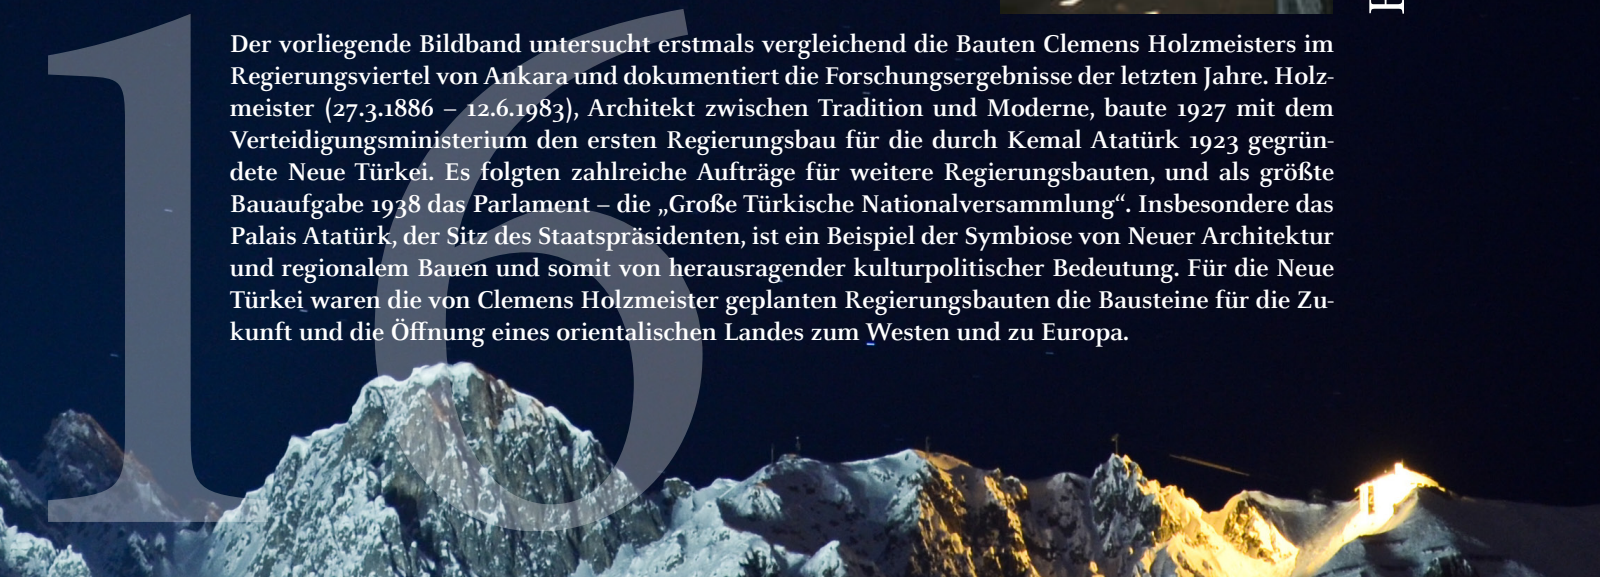 16
Der vorliegende Bildband untersucht erstmals vergleichend die Bauten Clemens Holzmeisters im
Regierungsviertel von Ankara und dokumentiert die Forschungsergebnisse der letzten Jahre. Holz-
meister (27.3.1886 – 12.6.1983), Architekt zwischen Tradition und Moderne, baute 1927 mit dem
Verteidigungsministerium den ersten Regierungsbau für die durch Kemal Atatürk 1923 gegrün-
dete Neue Türkei. Es folgten zahlreiche Aufträge für weitere Regierungsbauten, und als größte
Bauaufgabe 1938 das Parlament – die „Große Türkische Nationalversammlung“. Insbesondere das
Palais Atatürk, der Sitz des Staatspräsidenten, ist ein Beispiel der Symbiose von Neuer Architektur
und regionalem Bauen und somit von herausragender kulturpolitischer Bedeutung. Für die Neue
Türkei waren die von Clemens Holzmeister geplanten Regierungsbauten die Bausteine für die Zu-
kunft und die Öffnung eines orientalischen Landes zum Westen und zu Europa.